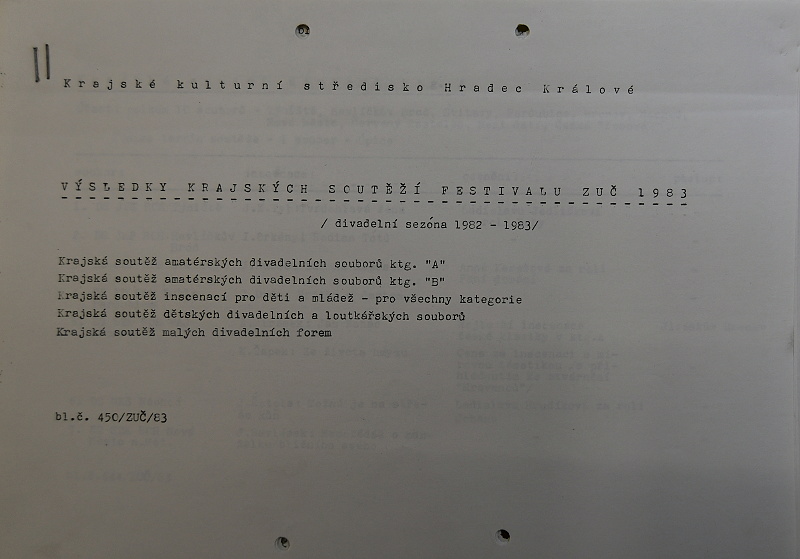 Krajské kulturní středisko Hradec Králové
VÝSLEDKY KRAJSKÝCH SOUTĚŽÍ FESTIVALU ZUČ 1983
/ divadelní sezóna 1982 - 1983/
Krajská soutěž amatérských divadelních souborů ktg. "A"
Krajská soutěž amatérských divadelních souborů ktg. "B"
Krajská soutěž inscenací pro děti a mládež - pro všechny kategorie
Krajská soutěž dětských divadelních a loutkářských souborů
Krajská soutěž malých divadelních forem
bl.č. 450/ZUČ/83